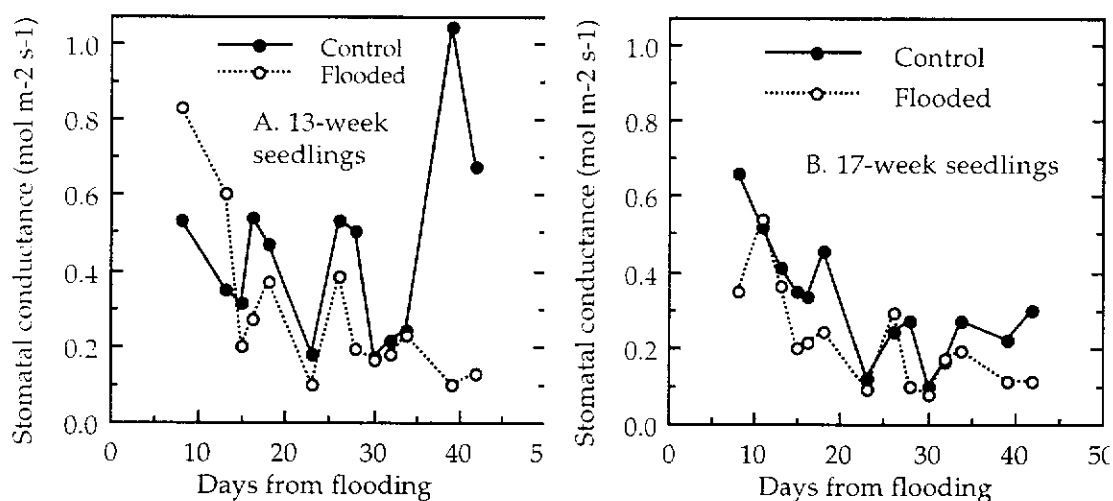 Stomatal conductance (mol m-2 s-1)
1.0
0.8
0.6
0.4
0.2
0.0
Control
Flooded
A. 13-week
seedlings
0 10 20 30 40 5
Days from flooding
Stomatal conductance (mol m-2 s-1)
1.0
0.8
0.6
0.4
0.2
0.0
Control
Flooded
B. 17-week seedlings
0 10 20 30 40 50
Days from flooding